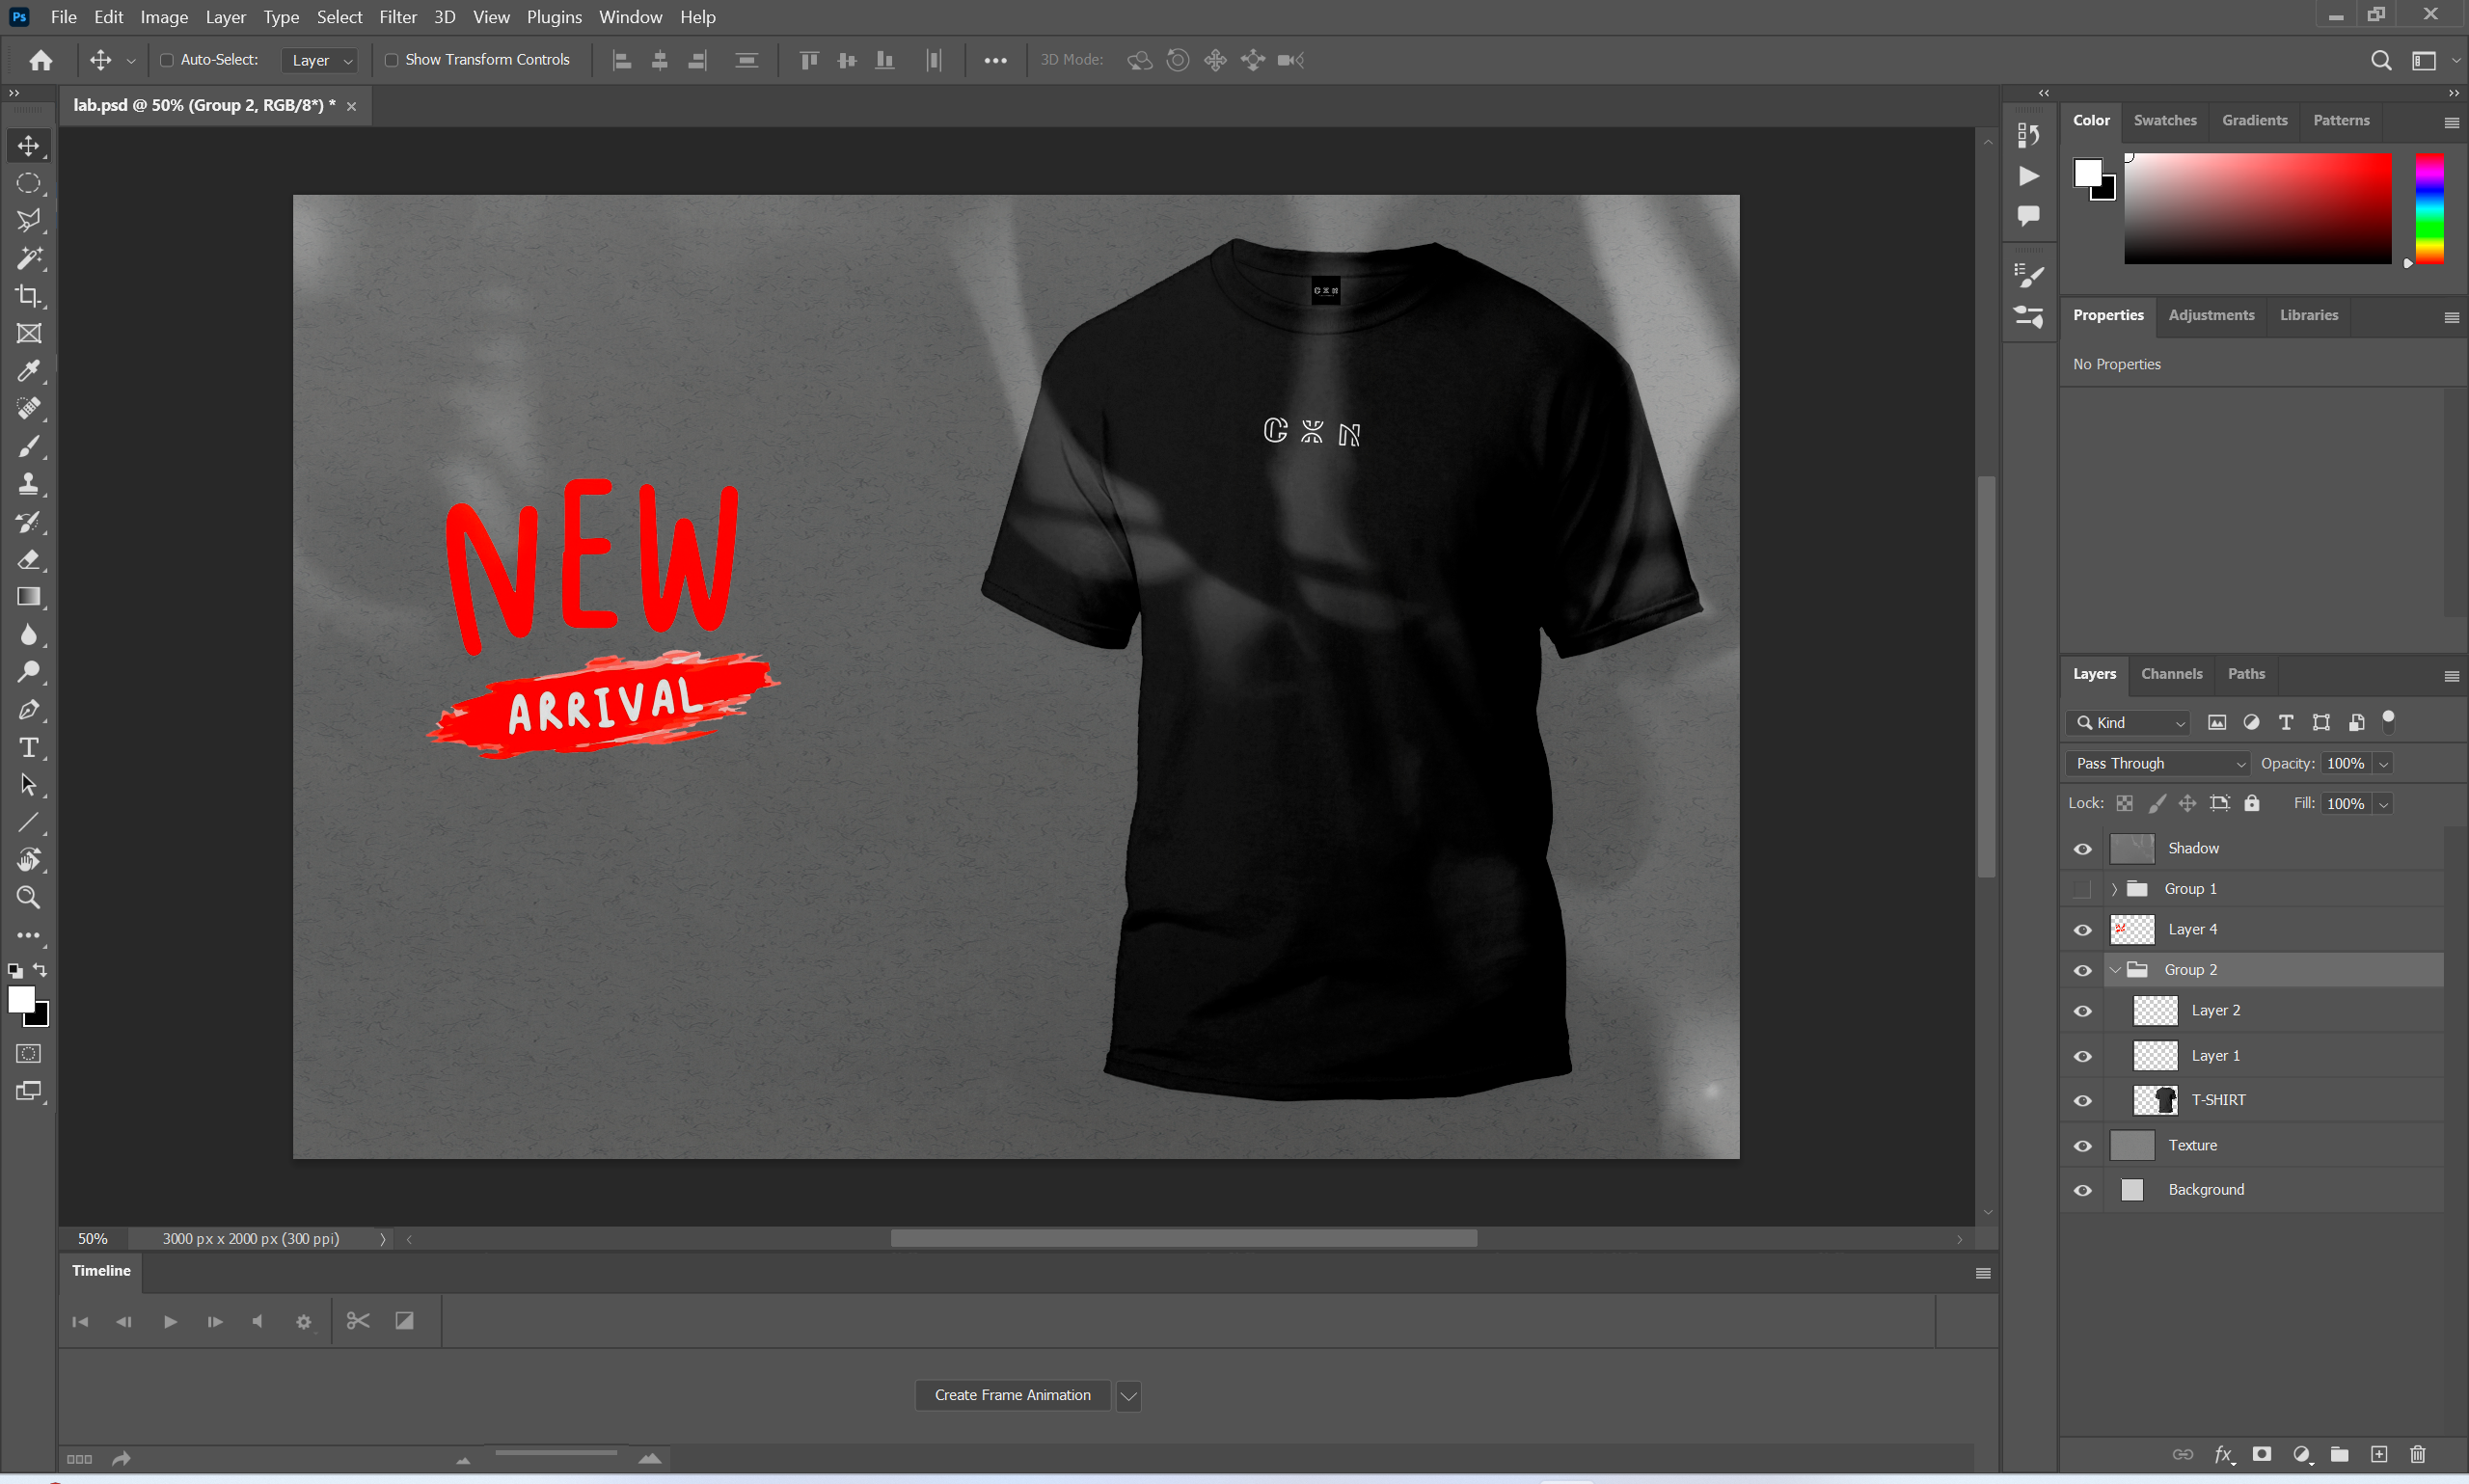 Ps File Edit Image Layer Type Select Filter 3D View Plugins Window Help
Auto-Select: Layer Show Transform Controls 3D Mode:
lab.psd @ 50% (Group 2, RGB/8*) *
Color Swatches Gradients Patterns
C X N
C X N
NEW
ARRIVAL
Properties Adjustments Libraries
No Properties
Layers Channels Paths
Kind
Pass Through Opacity: 100%
Lock: Fill: 100%
Shadow
Group 1
Layer 4
Group 2
Layer 2
Layer 1
T-SHIRT
Texture
Background
fx
50% 3000 px x 2000 px (300 ppi)
Timeline
Create Frame Animation